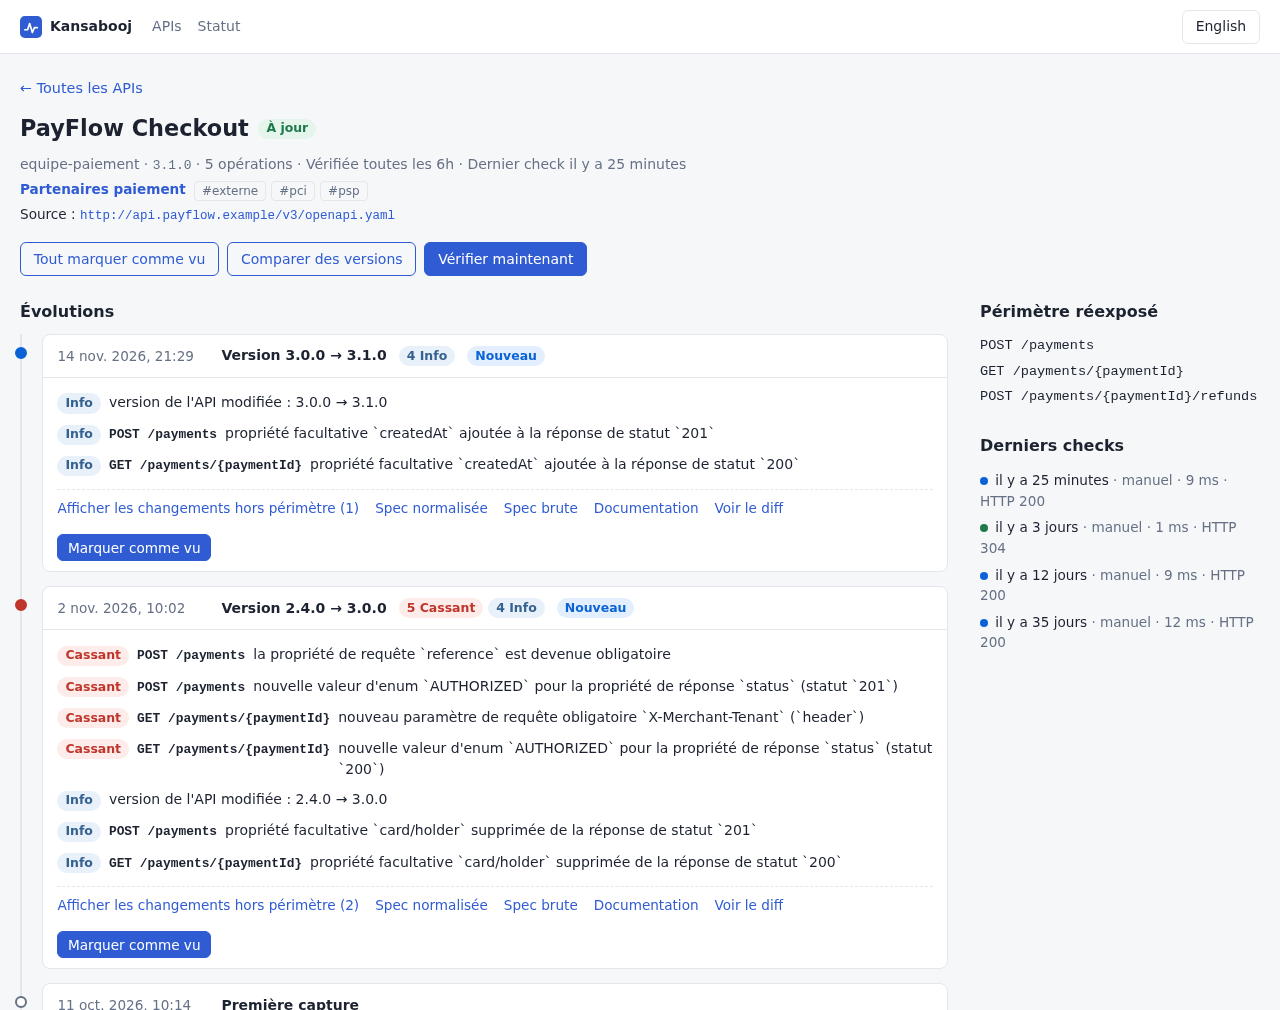 Kansabooj APIs Statut English
← Toutes les APIs
PayFlow Checkout À jour
equipe-paiement · 3.1.0 · 5 opérations · Vérifiée toutes les 6h · Dernier check il y a 25 minutes
Partenaires paiement #externe #pci #psp
Source : http://api.payflow.example/v3/openapi.yaml
Tout marquer comme vu Comparer des versions Vérifier maintenant
Évolutions
14 nov. 2026, 21:29 Version 3.0.0 → 3.1.0 4 Info Nouveau
Info version de l'API modifiée : 3.0.0 → 3.1.0
Info POST /payments propriété facultative `createdAt` ajoutée à la réponse de statut `201`
Info GET /payments/{paymentId} propriété facultative `createdAt` ajoutée à la réponse de statut `200`
Afficher les changements hors périmètre (1) Spec normalisée Spec brute Documentation Voir le diff
Marquer comme vu
2 nov. 2026, 10:02 Version 2.4.0 → 3.0.0 5 Cassant 4 Info Nouveau
Cassant POST /payments la propriété de requête `reference` est devenue obligatoire
Cassant POST /payments nouvelle valeur d'enum `AUTHORIZED` pour la propriété de réponse `status` (statut `201`)
Cassant GET /payments/{paymentId} nouveau paramètre de requête obligatoire `X-Merchant-Tenant` (`header`)
Cassant GET /payments/{paymentId} nouvelle valeur d'enum `AUTHORIZED` pour la propriété de réponse `status` (statut
`200`)
Info version de l'API modifiée : 2.4.0 → 3.0.0
Info POST /payments propriété facultative `card/holder` supprimée de la réponse de statut `201`
Info GET /payments/{paymentId} propriété facultative `card/holder` supprimée de la réponse de statut `200`
Afficher les changements hors périmètre (2) Spec normalisée Spec brute Documentation Voir le diff
Marquer comme vu
11 oct. 2026, 10:14 Première capture
Périmètre réexposé
POST /payments
GET /payments/{paymentId}
POST /payments/{paymentId}/refunds
Derniers checks
il y a 25 minutes · manuel · 9 ms ·
HTTP 200
il y a 3 jours · manuel · 1 ms · HTTP
304
il y a 12 jours · manuel · 9 ms · HTTP
200
il y a 35 jours · manuel · 12 ms · HTTP
200